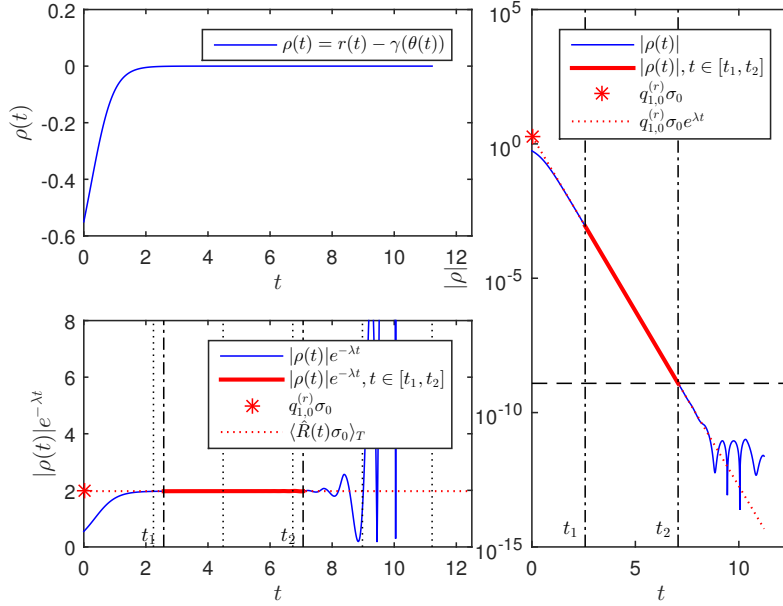 0.2
0
-0.2
-0.4
-0.6
ρ(t)
ρ(t) = r(t) − γ(θ(t))
0 2 4 6 8 10 12
t
8
6
4
2
0
|ρ(t)|e^{−λt}
|ρ(t)|e^{−λt}
|ρ(t)|e^{−λt}, t ∈ [t₁, t₂]
q_{1,0}^{(r)}σ₀
⟨R̂(t)σ₀⟩_T
t₁ t₂
0 2 4 6 8 10 12
t
10^5
10^0
10^{-5}
10^{-10}
10^{-15}
|ρ|
|ρ(t)|
|ρ(t)|, t ∈ [t₁, t₂]
q_{1,0}^{(r)}σ₀
q_{1,0}^{(r)}σ₀e^{λt}
t₁ t₂
0 5 10
t